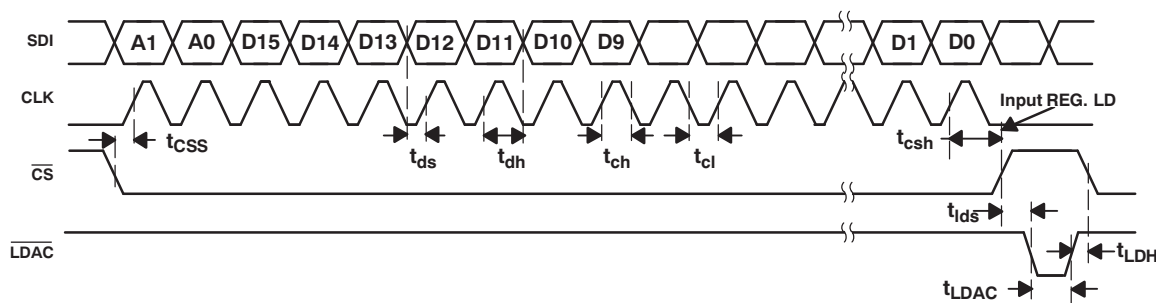 SDI A1 A0 D15 D14 D13 D12 D11 D10 D9 D1 D0
CLK
Input REG. LD
tCSS
tds
tdh
tch
tcl
tcsh
CS
tlds
LDAC
tLDH
tLDAC